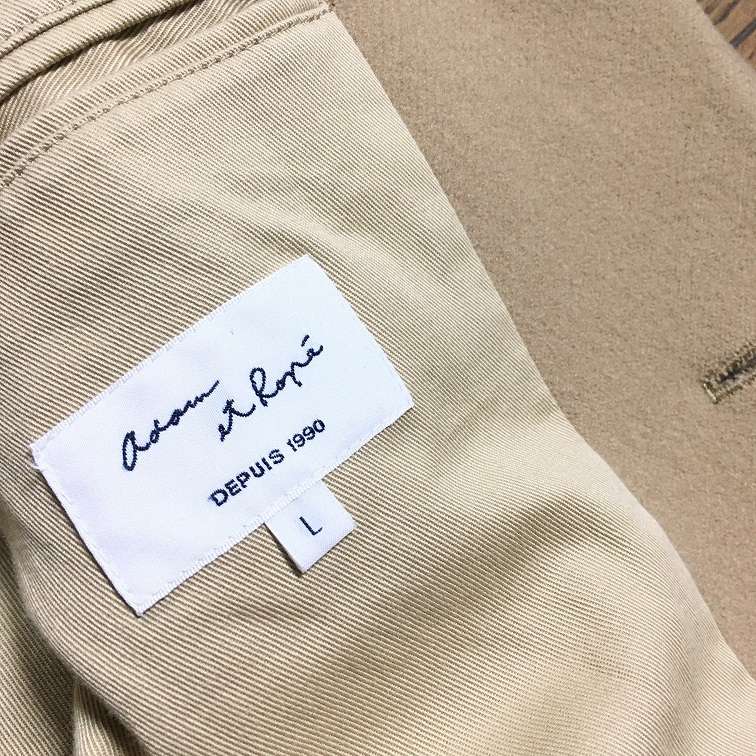 adam
et Ropé
DEPUIS 1990
L